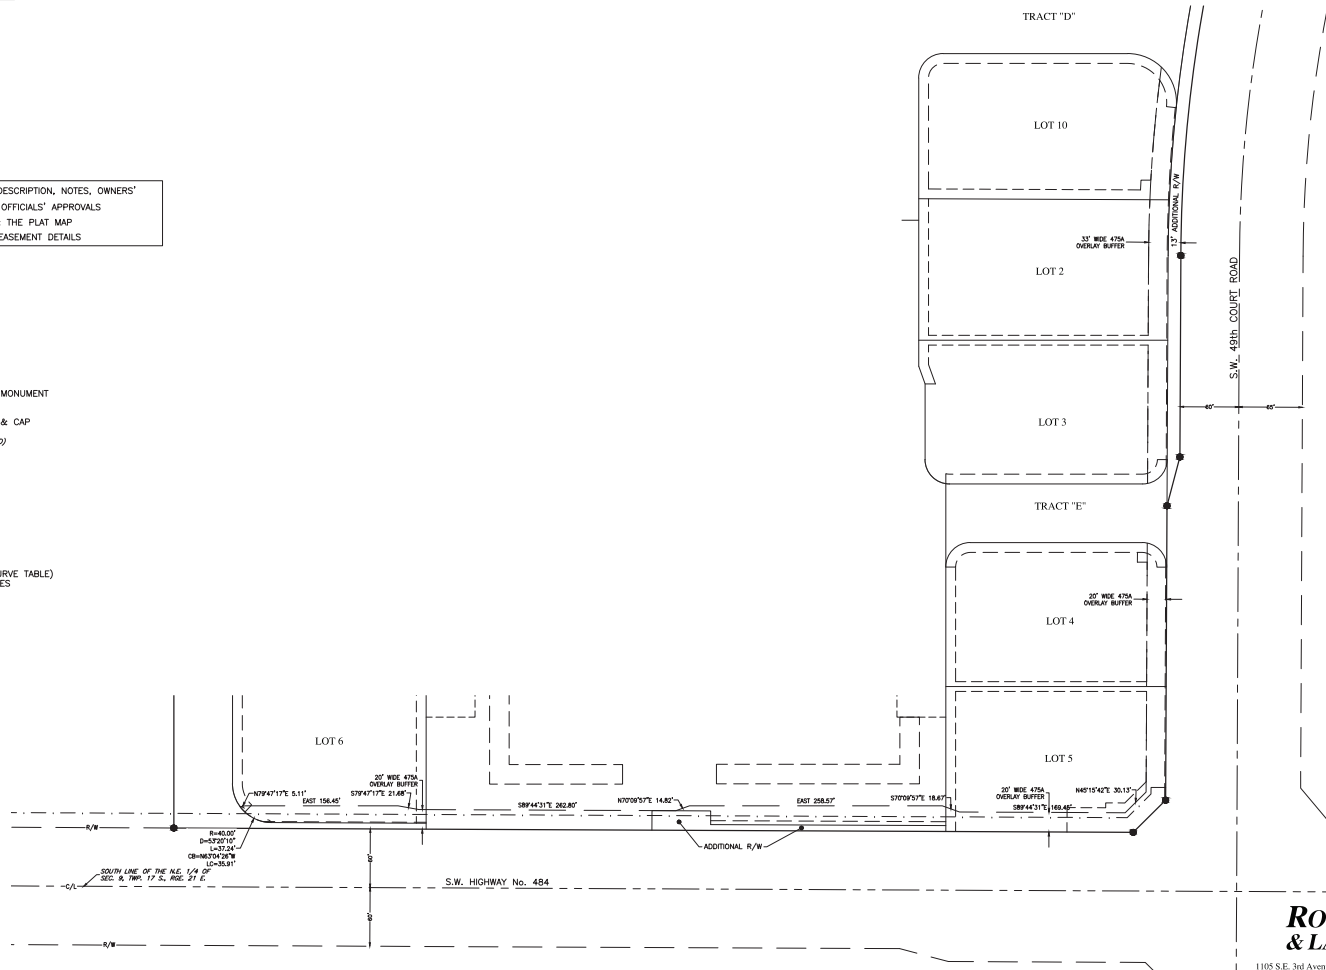 TRACT "D"
LOT 10
DESCRIPTION, NOTES, OWNERS'
OFFICIALS' APPROVALS
THE PLAT MAP
EASEMENT DETAILS
13' ADDITIONAL R/W
33' WIDE 475A
OVERLAY BUFFER
LOT 2
S.W. 49th COURT ROAD
MONUMENT
& CAP
LOT 3
60'
65'
TRACT "E"
URVE TABLE)
ES
20' WIDE 475A
OVERLAY BUFFER
LOT 4
LOT 6
LOT 5
20' WIDE 475A
OVERLAY BUFFER
N79°47'17"E 5.11'
EAST 156.45'
S79°47'17"E 21.68'
S89°44'31"E 262.80'
N70°09'57"E 14.82'
EAST 258.57'
S70°09'57"E 18.67'
20' WIDE 475A
OVERLAY BUFFER
S89°44'31"E 169.46'
N45°15'42"E 30.13'
R/W
R=40.00'
D=53°20'10"
L=37.24'
CB=N63°04'26"W
LC=35.91'
ADDITIONAL R/W
60'
SOUTH LINE OF THE N.E. 1/4 OF
SEC. 9, TWP. 17 S., RGE. 21 E.
C/L
S.W. HIGHWAY No. 484
60'
R/W
RO
& LA
1105 S.E. 3rd Aven